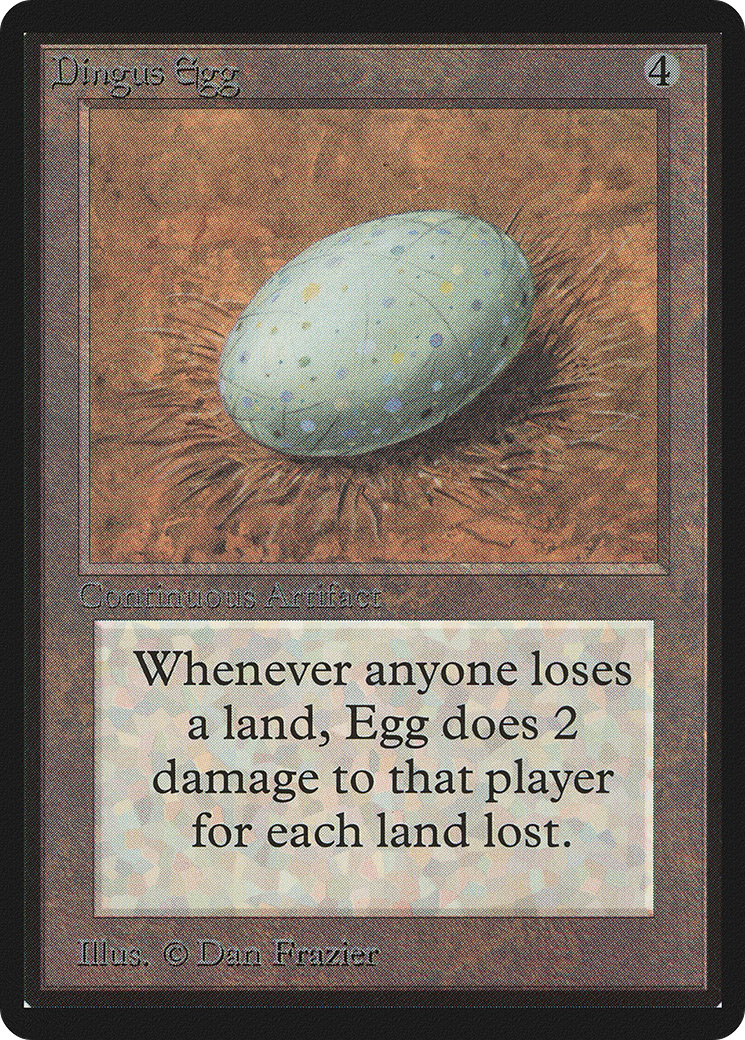 Dingus Egg 4
Continuous Artifact
Whenever anyone loses
a land, Egg does 2
damage to that player
for each land lost.
Illus. © Dan Frazier